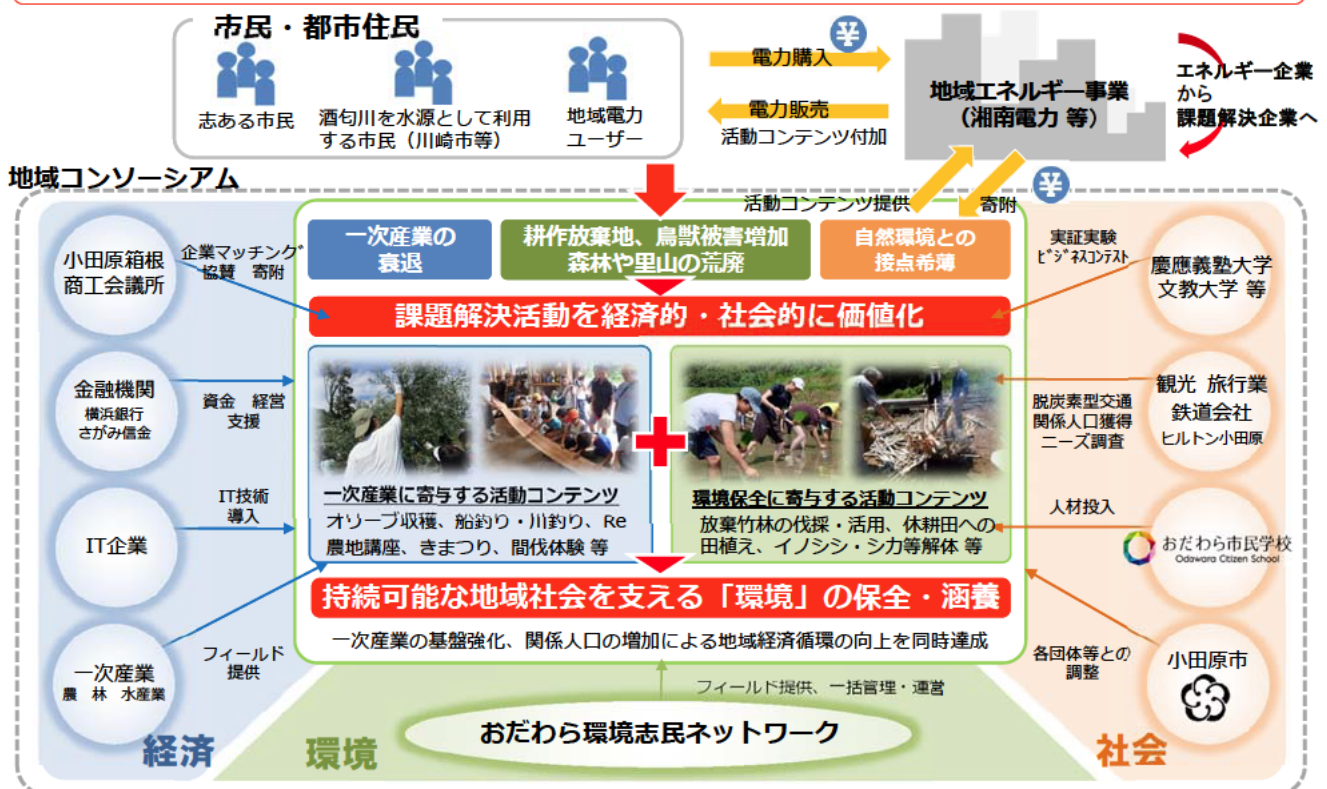 市民・都市住民
志ある市民
酒匂川を水源として利用
する市民（川崎市等）
地域電力
ユーザー
電力購入
¥
電力販売
活動コンテンツ付加
地域エネルギー事業
（湘南電力 等）
エネルギー企業
から
課題解決企業へ
地域コンソーシアム
活動コンテンツ提供
寄附
¥
小田原箱根
商工会議所
企業マッチング
協賛　寄附
金融機関
横浜銀行
さがみ信金
資金　経営
支援
IT企業
IT技術
導入
一次産業
農　林　水産業
フィールド
提供
経済
一次産業の
衰退
耕作放棄地、鳥獣被害増加
森林や里山の荒廃
自然環境との
接点希薄
課題解決活動を経済的・社会的に価値化
一次産業に寄与する活動コンテンツ
オリーブ収穫、船釣り・川釣り、Re
農地講座、きまつり、間伐体験 等
環境保全に寄与する活動コンテンツ
放棄竹林の伐採・活用、休耕田への
田植え、イノシシ・シカ等解体 等
持続可能な地域社会を支える「環境」の保全・涵養
一次産業の基盤強化、関係人口の増加による地域経済循環の向上を同時達成
フィールド提供、一括管理・運営
おだわら環境志民ネットワーク
環境
実証実験
ﾋﾞｼﾞﾈｽｺﾝﾃｽﾄ
慶應義塾大学
文教大学 等
脱炭素型交通
関係人口獲得
ニーズ調査
観光 旅行業
鉄道会社
ヒルトン小田原
人材投入
おだわら市民学校
Odawara Citizen School
各団体等との
調整
小田原市
社会